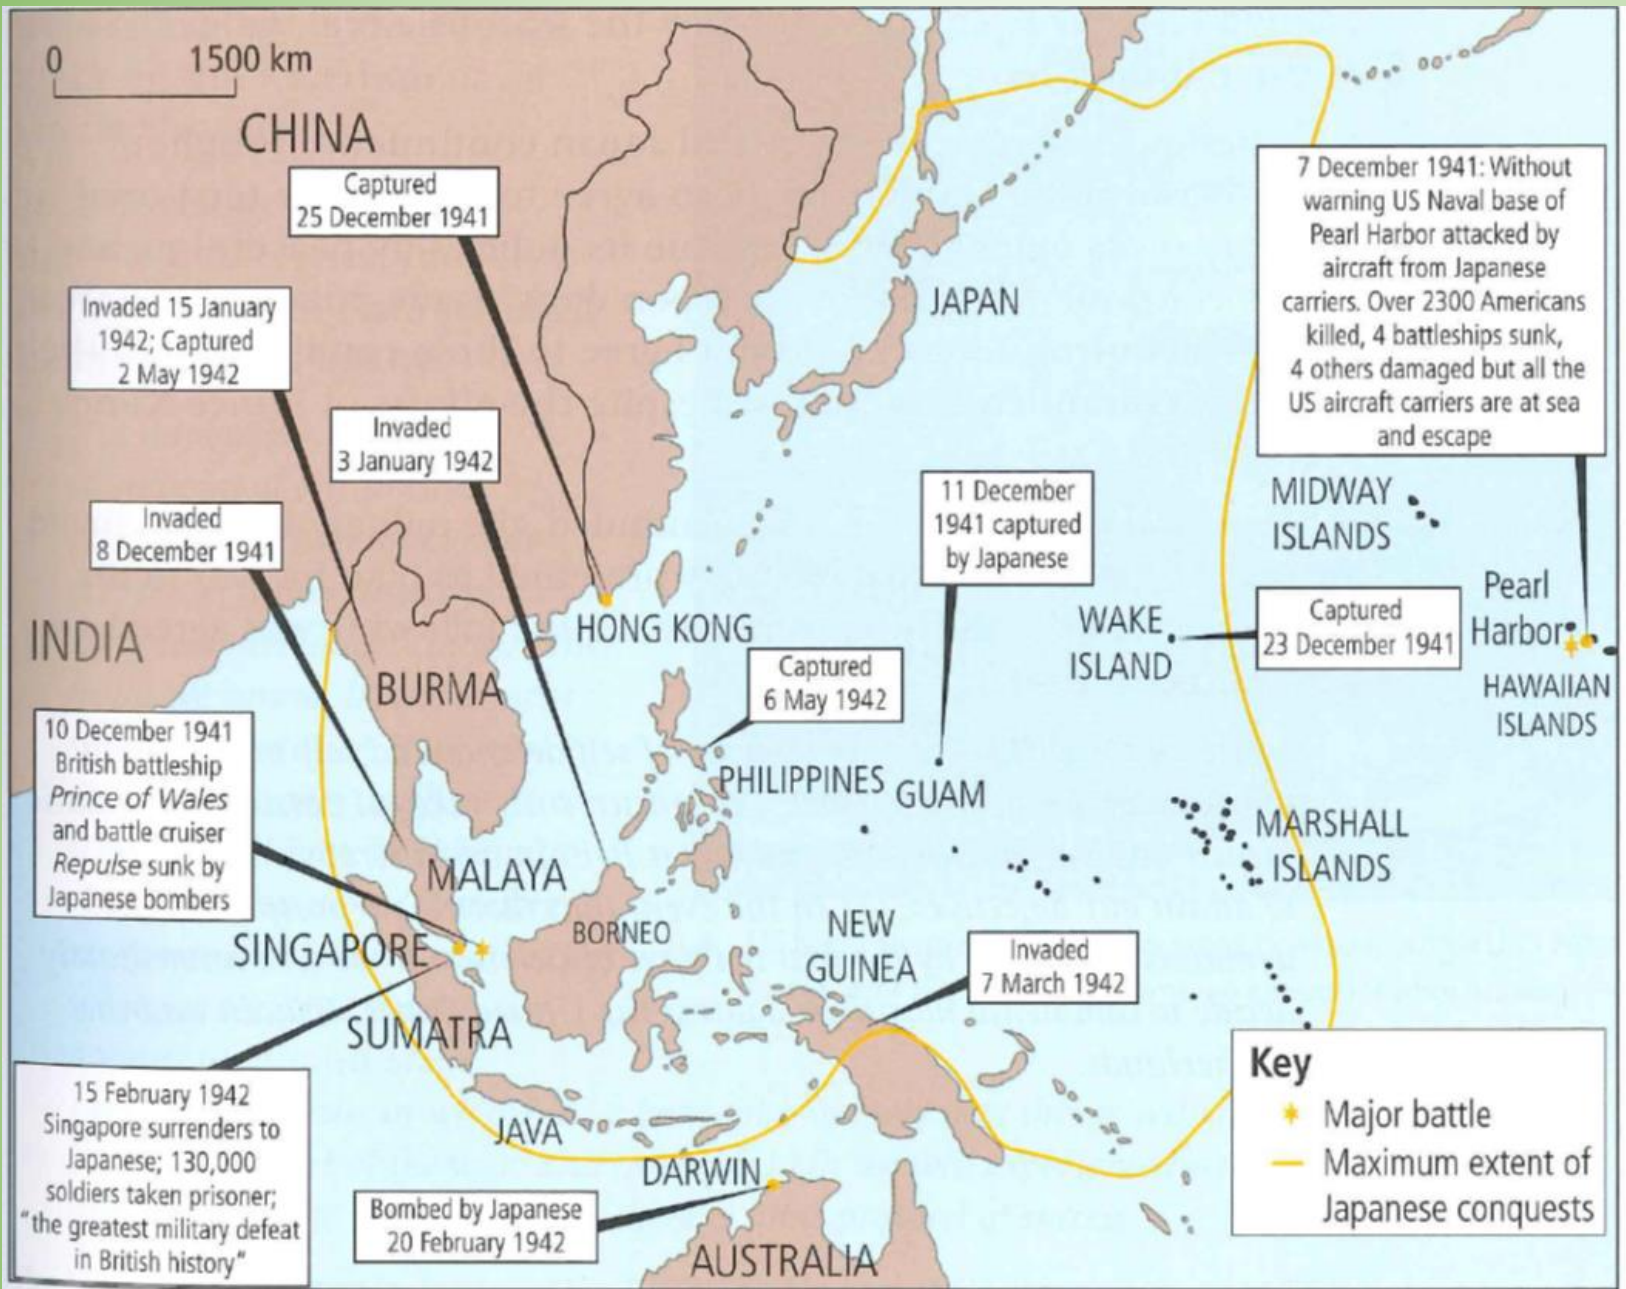 0 1500 km
CHINA
Captured
25 December 1941
Invaded 15 January
1942; Captured
2 May 1942
Invaded
3 January 1942
Invaded
8 December 1941
INDIA
BURMA
HONG KONG
JAPAN
7 December 1941: Without
warning US Naval base of
Pearl Harbor attacked by
aircraft from Japanese
carriers. Over 2300 Americans
killed, 4 battleships sunk,
4 others damaged but all the
US aircraft carriers are at sea
and escape
11 December
1941 captured
by Japanese
MIDWAY
ISLANDS
WAKE
ISLAND
Captured
23 December 1941
Pearl
Harbor
HAWAIIAN
ISLANDS
Captured
6 May 1942
PHILIPPINES
GUAM
MARSHALL
ISLANDS
10 December 1941
British battleship
Prince of Wales
and battle cruiser
Repulse sunk by
Japanese bombers
MALAYA
SINGAPORE
BORNEO
NEW
GUINEA
Invaded
7 March 1942
SUMATRA
15 February 1942
Singapore surrenders to
Japanese; 130,000
soldiers taken prisoner;
"the greatest military defeat
in British history"
JAVA
DARWIN
Bombed by Japanese
20 February 1942
AUSTRALIA
Key
Major battle
Maximum extent of
Japanese conquests